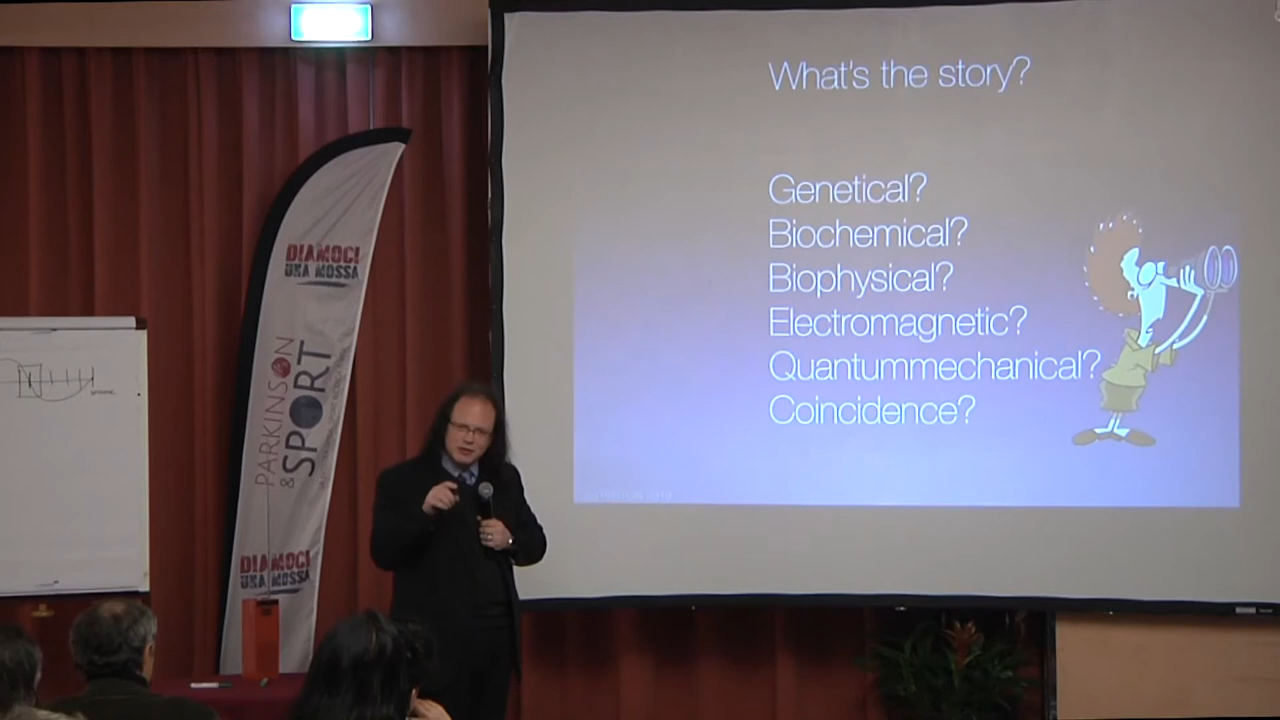 What's the story?
Genetical?
Biochemical?
Biophysical?
Electromagnetic?
Quantummechanical?
Coincidence?
DIAMOCI
UNA MOSSA
PARKINSON
& SPORT
DIAMOCI
UNA MOSSA